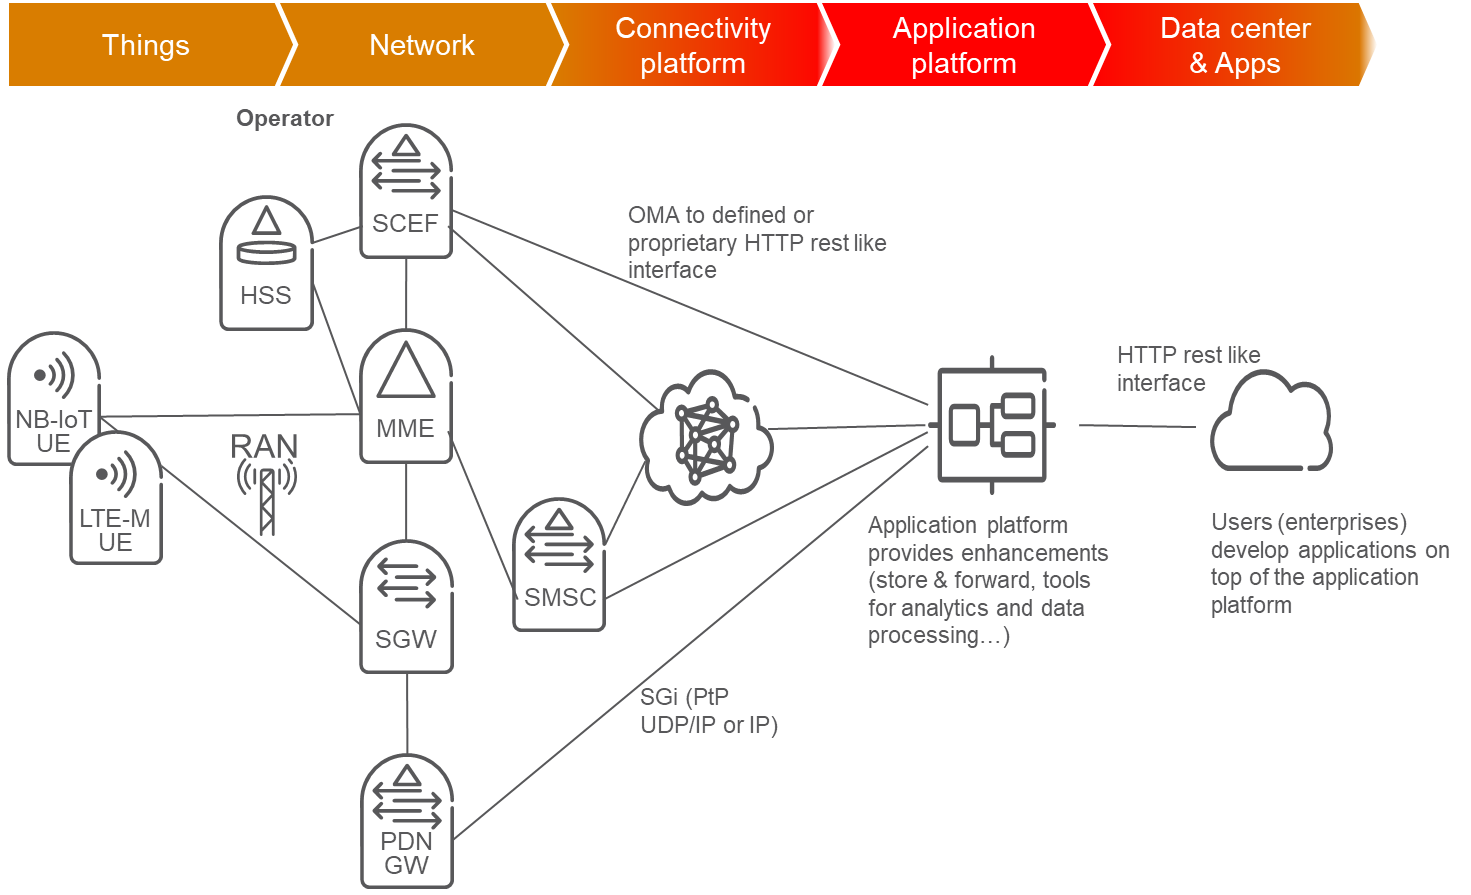 Things
Network
Connectivity
platform
Application
platform
Data center
& Apps
Operator
SCEF
HSS
OMA to defined or
proprietary HTTP rest like
interface
NB-IoT
UE
LTE-M
UE
RAN
MME
HTTP rest like
interface
SMSC
SGW
Application platform
provides enhancements
(store & forward, tools
for analytics and data
processing…)
Users (enterprises)
develop applications on
top of the application
platform
SGi (PtP
UDP/IP or IP)
PDN
GW